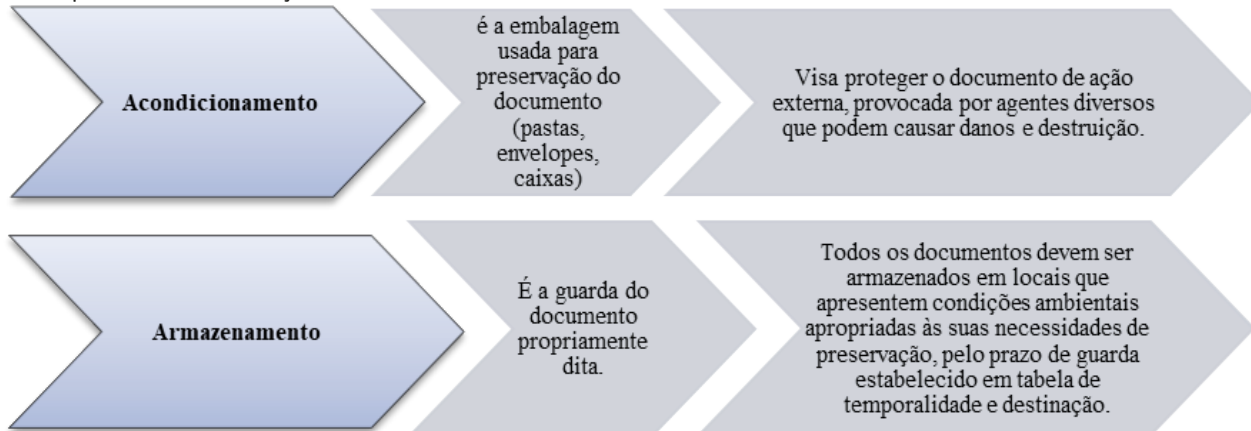 Acondicionamento
é a embalagem
usada para
preservação do
documento
(pastas,
envelopes,
caixas)
Visa proteger o documento de ação
externa, provocada por agentes diversos
que podem causar danos e destruição.
Armazenamento
É a guarda do
documento
propriamente
dita.
Todos os documentos devem ser
armazenados em locais que
apresentem condições ambientais
apropriadas às suas necessidades de
preservação, pelo prazo de guarda
estabelecido em tabela de
temporalidade e destinação.